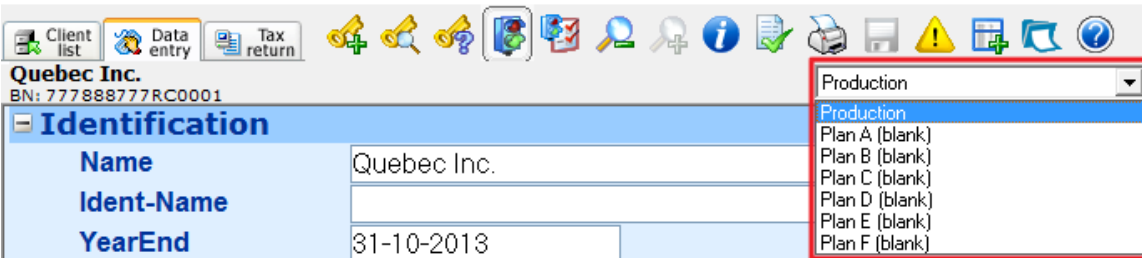 Client list
Data entry
Tax return
Quebec Inc.
BN: 777888777RC0001
Production
Production
Plan A (blank)
Plan B (blank)
Plan C (blank)
Plan D (blank)
Plan E (blank)
Plan F (blank)
Identification
Name Quebec Inc.
Ident-Name
YearEnd 31-10-2013